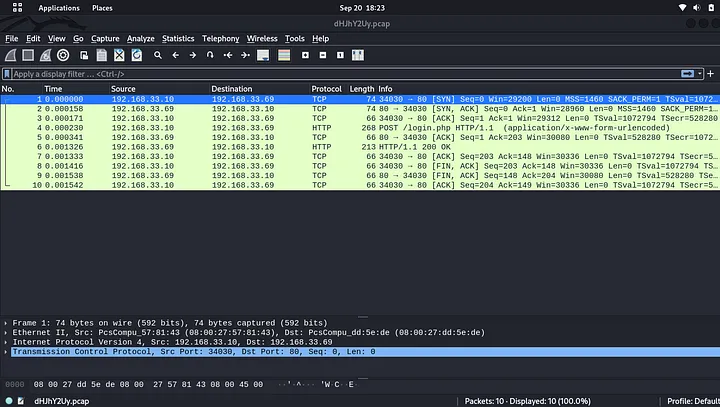 Applications Places Sep 20 18:23
dHJhY2Uy.pcap
File Edit View Go Capture Analyze Statistics Telephony Wireless Tools Help
Apply a display filter ... <Ctrl-/>
No. Time Source Destination Protocol Length Info
1 0.000000 192.168.33.10 192.168.33.69 TCP 74 34030 → 80 [SYN] Seq=0 Win=29200 Len=0 MSS=1460 SACK_PERM=1 TSval=1072...
2 0.000158 192.168.33.69 192.168.33.10 TCP 74 80 → 34030 [SYN, ACK] Seq=0 Ack=1 Win=28960 Len=0 MSS=1460 SACK_PERM=1 TS...
3 0.000171 192.168.33.10 192.168.33.69 TCP 66 34030 → 80 [ACK] Seq=1 Ack=1 Win=29312 Len=0 TSval=1072794 TSecr=528280
4 0.000230 192.168.33.10 192.168.33.69 HTTP 268 POST /login.php HTTP/1.1 (application/x-www-form-urlencoded)
5 0.000341 192.168.33.69 192.168.33.10 TCP 66 80 → 34030 [ACK] Seq=1 Ack=203 Win=30080 Len=0 TSval=528280 TSecr=10727...
6 0.001326 192.168.33.69 192.168.33.10 HTTP 213 HTTP/1.1 200 OK
7 0.001333 192.168.33.10 192.168.33.69 TCP 66 34030 → 80 [ACK] Seq=203 Ack=148 Win=30336 Len=0 TSval=1072794 TSecr=5...
8 0.001416 192.168.33.10 192.168.33.69 TCP 66 34030 → 80 [FIN, ACK] Seq=203 Ack=148 Win=30336 Len=0 TSval=1072794 TS...
9 0.001538 192.168.33.69 192.168.33.10 TCP 66 80 → 34030 [FIN, ACK] Seq=148 Ack=204 Win=30080 Len=0 TSval=528280 TSe...
10 0.001542 192.168.33.10 192.168.33.69 TCP 66 34030 → 80 [ACK] Seq=204 Ack=149 Win=30336 Len=0 TSval=1072794 TSecr=5...
Frame 1: 74 bytes on wire (592 bits), 74 bytes captured (592 bits)
Ethernet II, Src: PcsCompu_57:81:43 (08:00:27:57:81:43), Dst: PcsCompu_dd:5e:de (08:00:27:dd:5e:de)
Internet Protocol Version 4, Src: 192.168.33.10, Dst: 192.168.33.69
Transmission Control Protocol, Src Port: 34030, Dst Port: 80, Seq: 0, Len: 0
0000 08 00 27 dd 5e de 08 00 27 57 81 43 08 00 45 00 ··'·^··· 'W·C··E·
dHJhY2Uy.pcap Packets: 10 · Displayed: 10 (100.0%) Profile: Default